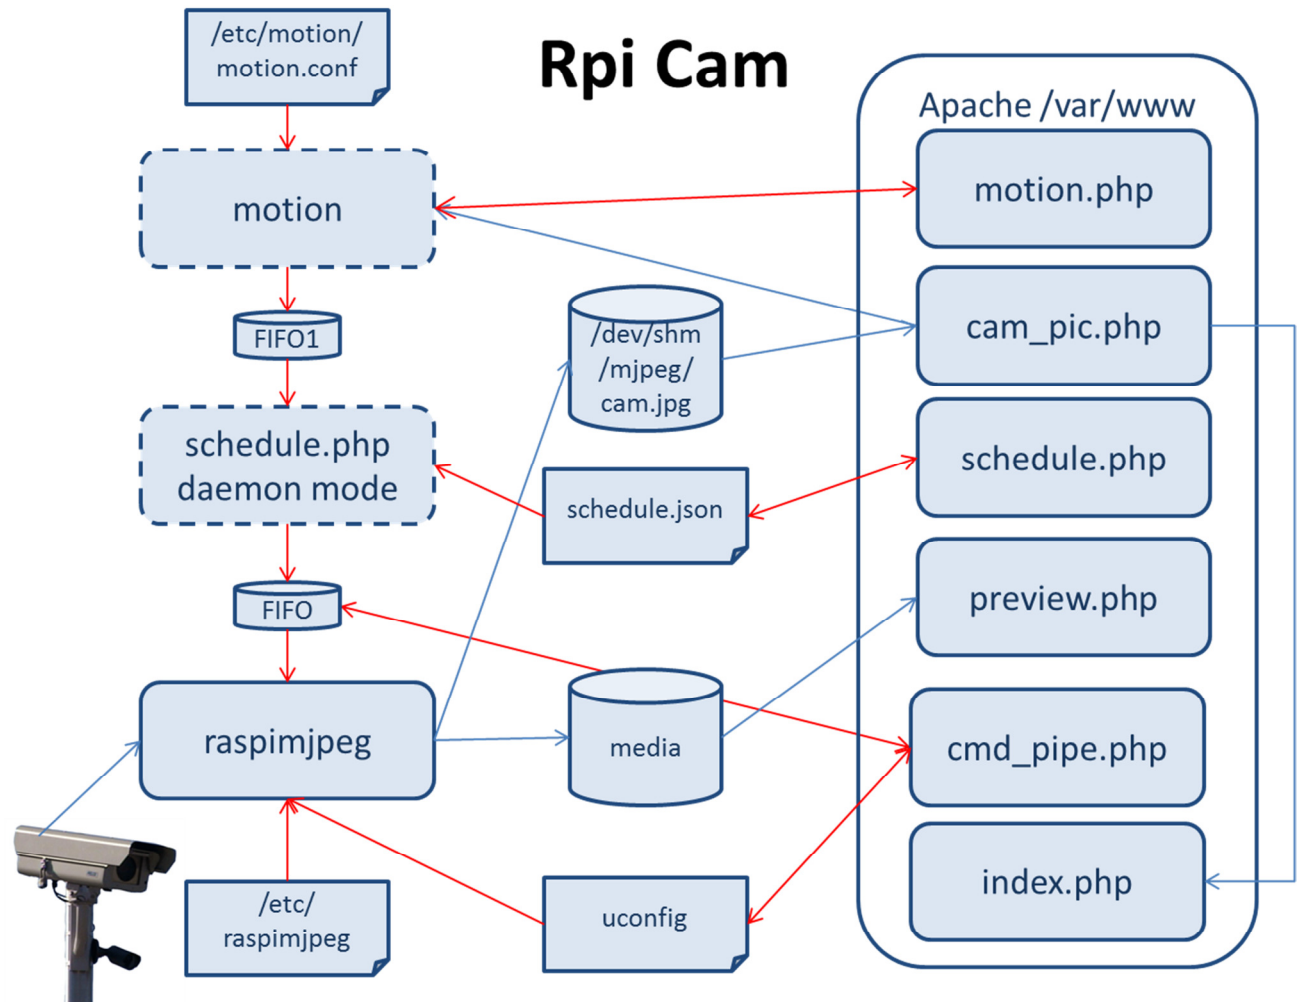 Rpi Cam
/etc/motion/
motion.conf
motion
FIFO1
schedule.php
daemon mode
FIFO
raspimjpeg
/etc/
raspimjpeg
/dev/shm
/mjpeg/
cam.jpg
schedule.json
media
uconfig
Apache /var/www
motion.php
cam_pic.php
schedule.php
preview.php
cmd_pipe.php
index.php